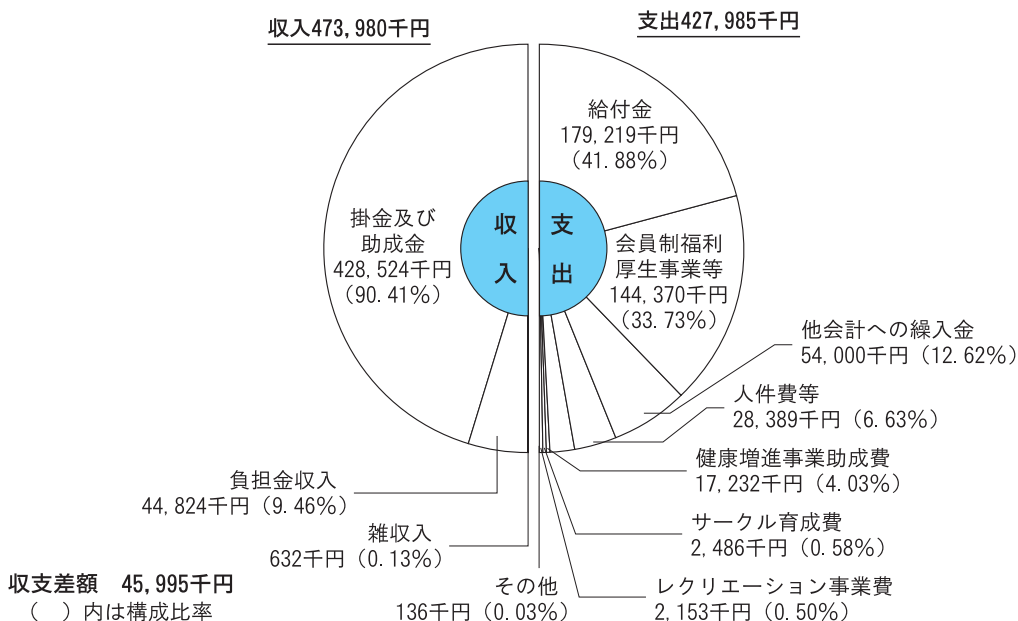 収入473,980千円
支出427,985千円
収
入
支
出
掛金及び
助成金
428,524千円
(90.41%)
負担金収入
44,824千円(9.46%)
雑収入
632千円(0.13%)
給付金
179,219千円
(41.88%)
会員制福利
厚生事業等
144,370千円
(33.73%)
他会計への繰入金
54,000千円(12.62%)
人件費等
28,389千円(6.63%)
健康増進事業助成費
17,232千円(4.03%)
サークル育成費
2,486千円(0.58%)
レクリエーション事業費
2,153千円(0.50%)
その他
136千円(0.03%)
収支差額 45,995千円
( )内は構成比率